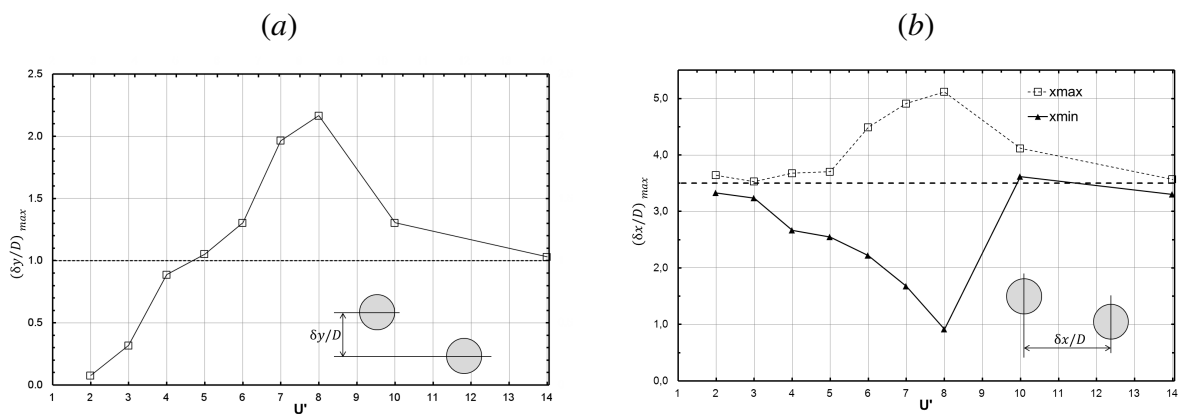 (a)
2.5
2.0
1.5
1.0
0.5
0.0
(δy/D) max
δy/D
1 2 3 4 5 6 7 8 9 10 11 12 13 14
U'
(b)
5,0
4,0
3,0
2,0
1,0
0,0
(δx/D) max
xmax
xmin
δx/D
1 2 3 4 5 6 7 8 9 10 11 12 13 14
U'